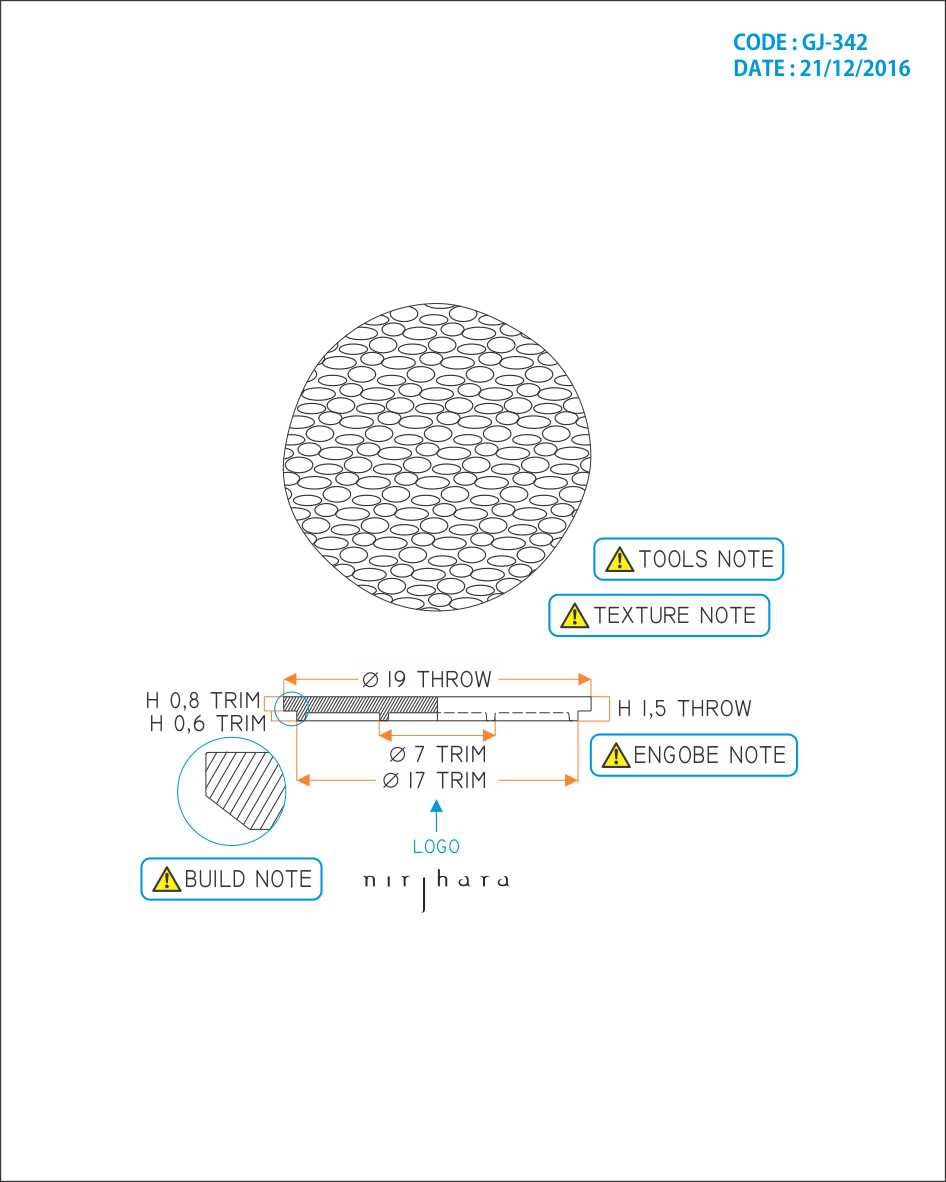 CODE : GJ-342
DATE : 21/12/2016
TOOLS NOTE
TEXTURE NOTE
Ø 19 THROW
H 0,8 TRIM
H 1,5 THROW
H 0,6 TRIM
Ø 7 TRIM
ENGOBE NOTE
Ø 17 TRIM
LOGO
BUILD NOTE
nirjhara